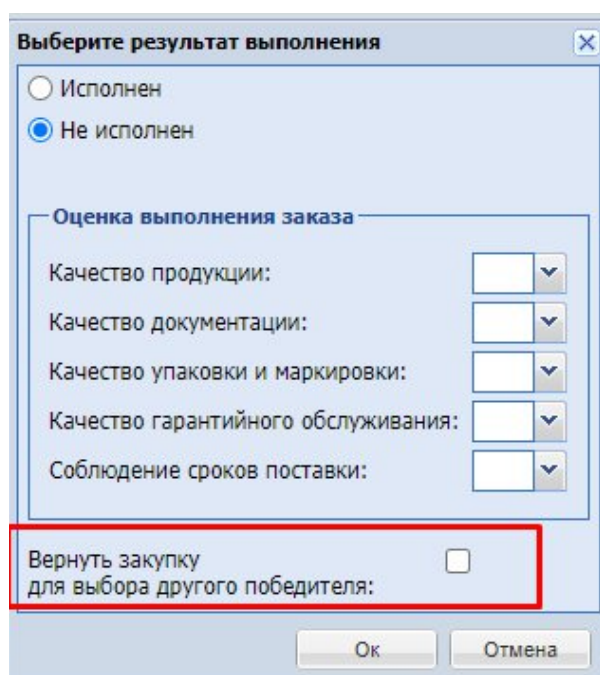 Выберите результат выполнения
Исполнен
Не исполнен
Оценка выполнения заказа
Качество продукции:
Качество документации:
Качество упаковки и маркировки:
Качество гарантийного обслуживания:
Соблюдение сроков поставки:
Вернуть закупку
для выбора другого победителя:
Ок Отмена